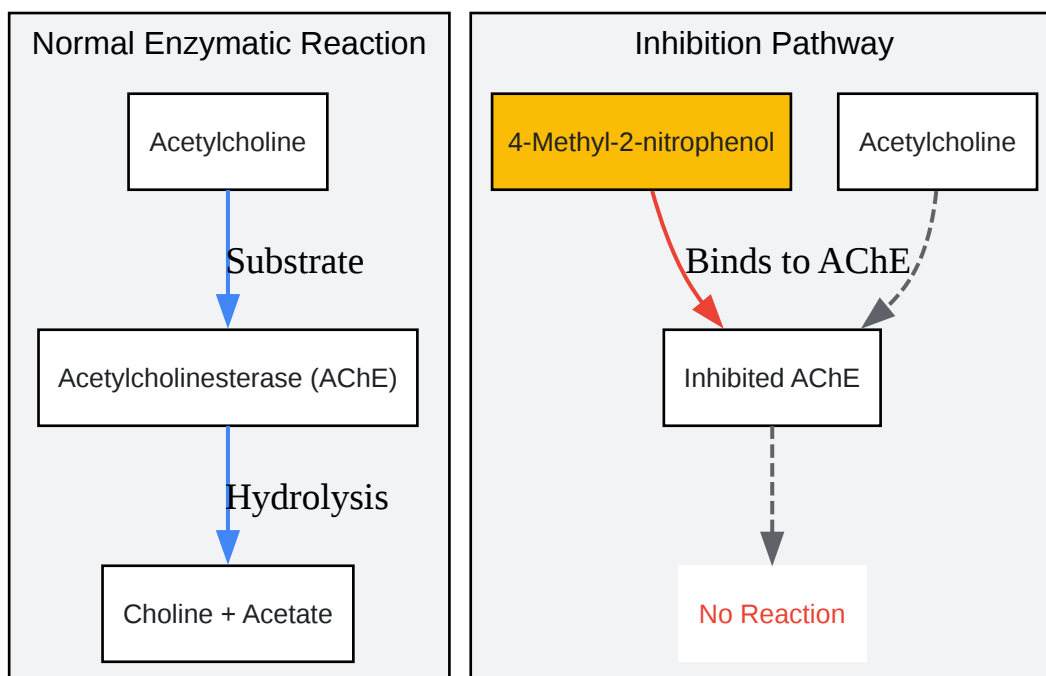 Normal Enzymatic Reaction
Acetylcholine
Substrate
Acetylcholinesterase (AChE)
Hydrolysis
Choline + Acetate
Inhibition Pathway
4-Methyl-2-nitrophenol
Acetylcholine
Binds to AChE
Inhibited AChE
No Reaction